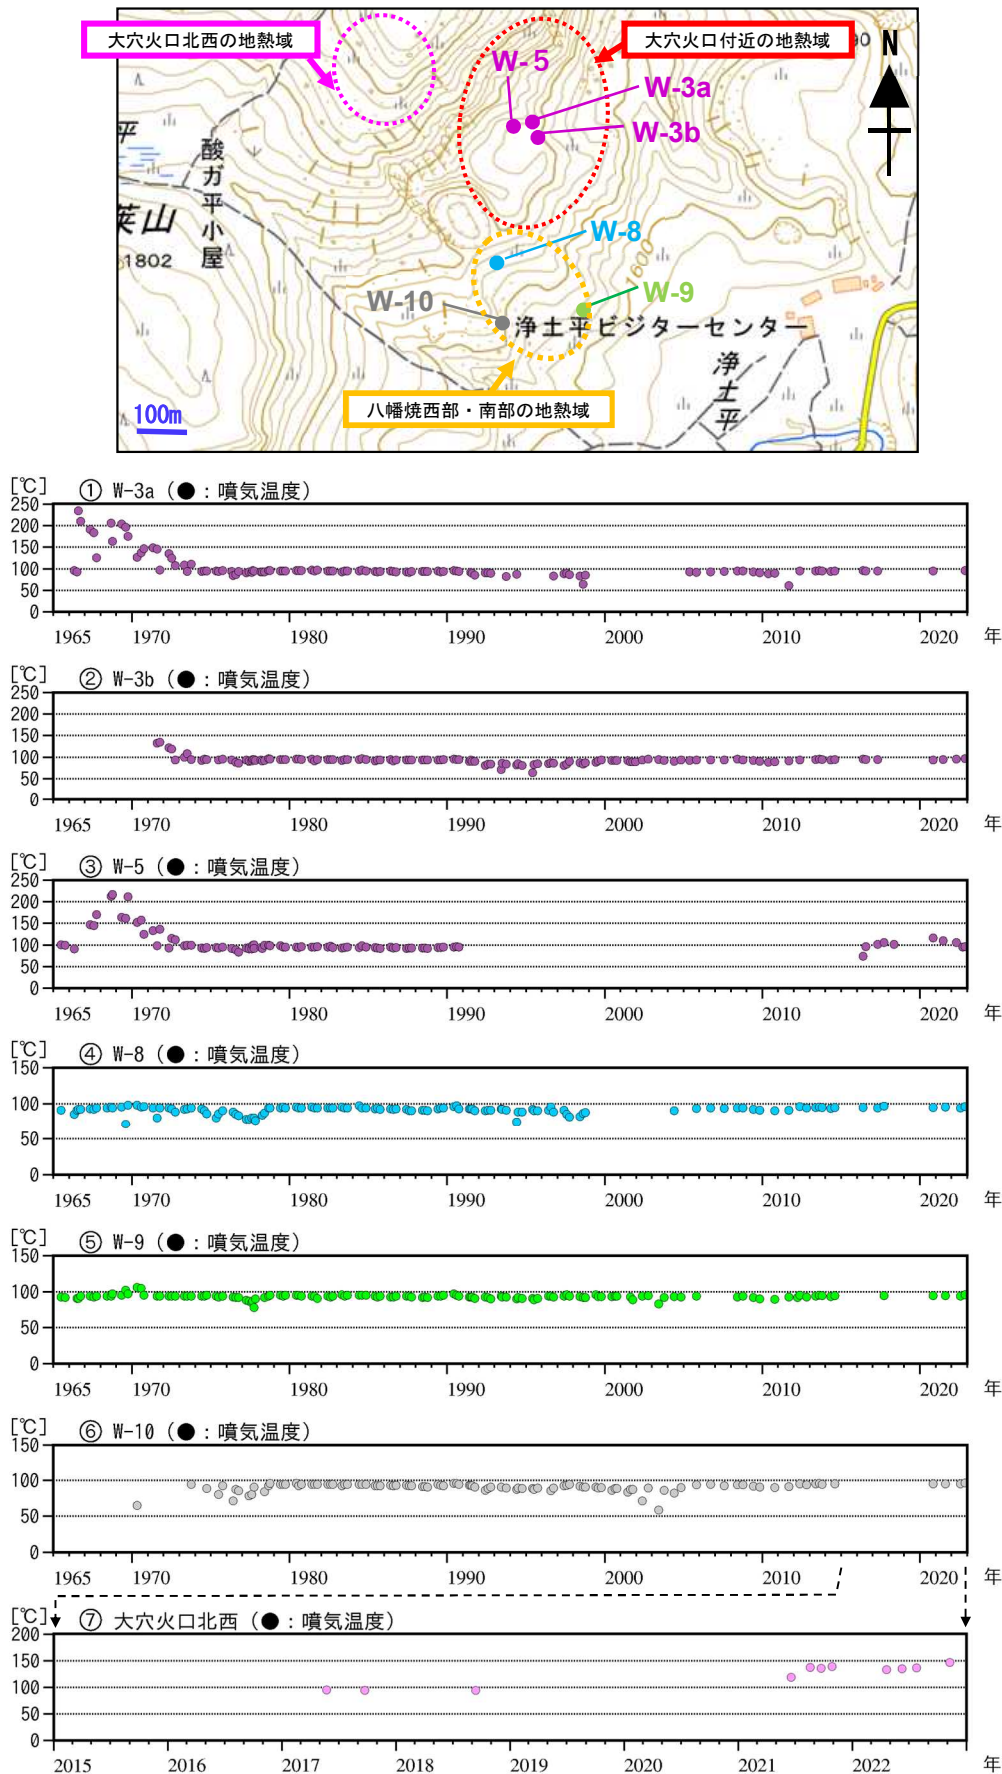 大穴火口北西の地熱域
大穴火口付近の地熱域
90
N
W-5
W-3a
W-3b
平
酸ガ平小屋
莱山
1802
W-8
1600
W-10
W-9
浄土平ビジターセンター
浄土平
八幡焼西部・南部の地熱域
100m
[℃] ① W-3a (●：噴気温度)
250
200
150
100
50
0
1965 1970 1980 1990 2000 2010 2020 年
[℃] ② W-3b (●：噴気温度)
250
200
150
100
50
0
1965 1970 1980 1990 2000 2010 2020 年
[℃] ③ W-5 (●：噴気温度)
250
200
150
100
50
0
1965 1970 1980 1990 2000 2010 2020 年
[℃] ④ W-8 (●：噴気温度)
150
100
50
0
1965 1970 1980 1990 2000 2010 2020 年
[℃] ⑤ W-9 (●：噴気温度)
150
100
50
0
1965 1970 1980 1990 2000 2010 2020 年
[℃] ⑥ W-10 (●：噴気温度)
150
100
50
0
1965 1970 1980 1990 2000 2010 2020 年
[℃] ⑦ 大穴火口北西 (●：噴気温度)
200
150
100
50
0
2015 2016 2017 2018 2019 2020 2021 2022 年